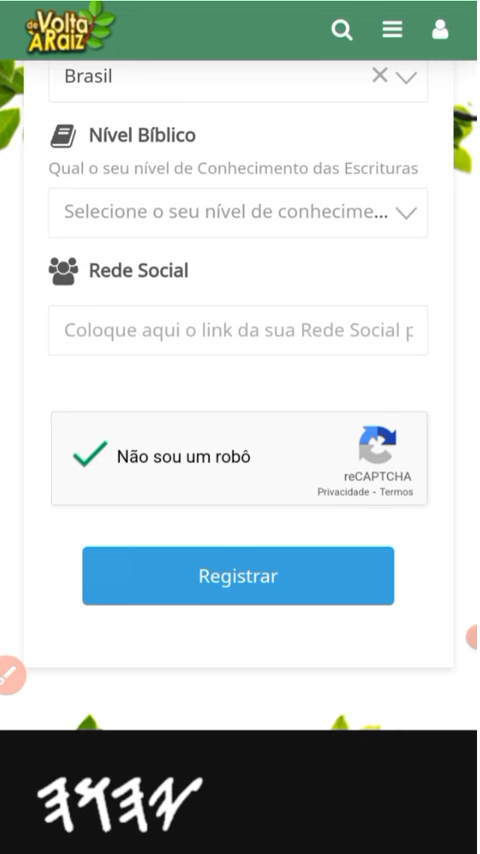 de Volta
À Raiz
Brasil
Nível Bíblico
Qual o seu nível de Conhecimento das Escrituras
Selecione o seu nível de conhecime...
Rede Social
Coloque aqui o link da sua Rede Social p
Não sou um robô
reCAPTCHA
Privacidade - Termos
Registrar
𐤉𐤄𐤅𐤄